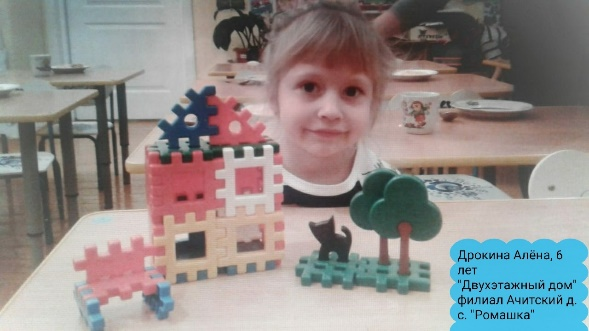 Дрокина Алёна, 6
лет
"Двухэтажный дом"
филиал Ачитский д.
с. "Ромашка"